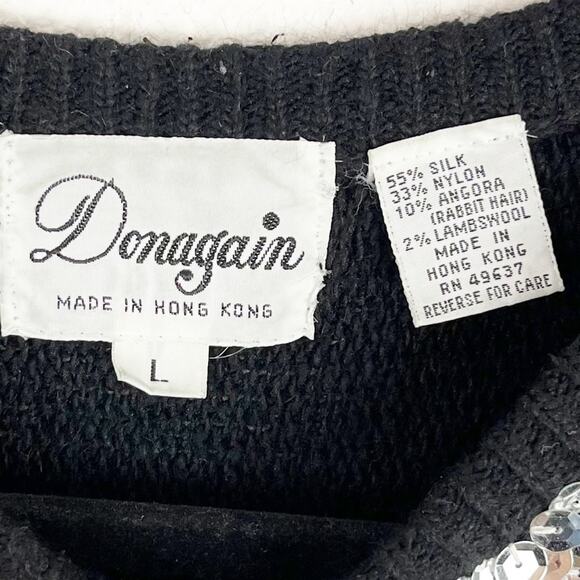 Donagain
MADE IN HONG KONG
L
55% SILK
33% NYLON
10% ANGORA
(RABBIT HAIR)
2% LAMBSWOOL
MADE IN
HONG KONG
RN 49637
REVERSE FOR CARE